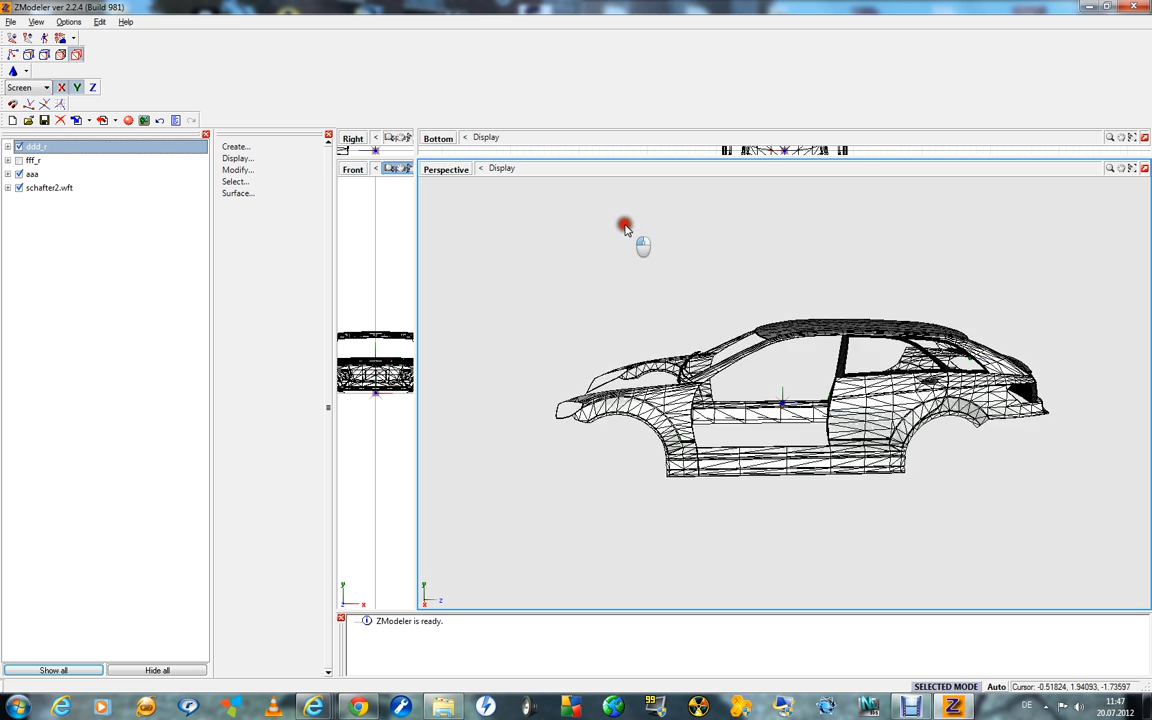 ZModeler ver 2.2.4 (Build 981)
File View Options Edit Help
Screen X Y Z
ddd_r
fff_r
aaa
schafter2.wft
Create...
Display...
Modify...
Select...
Surface...
Right <
Bottom < Display
Front <
Perspective < Display
y
z x
y
x z
ZModeler is ready.
Show all Hide all
SELECTED MODE Auto Cursor: -0.51824, 1.94093, -1.73597
DE 11:47
20.07.2012
99